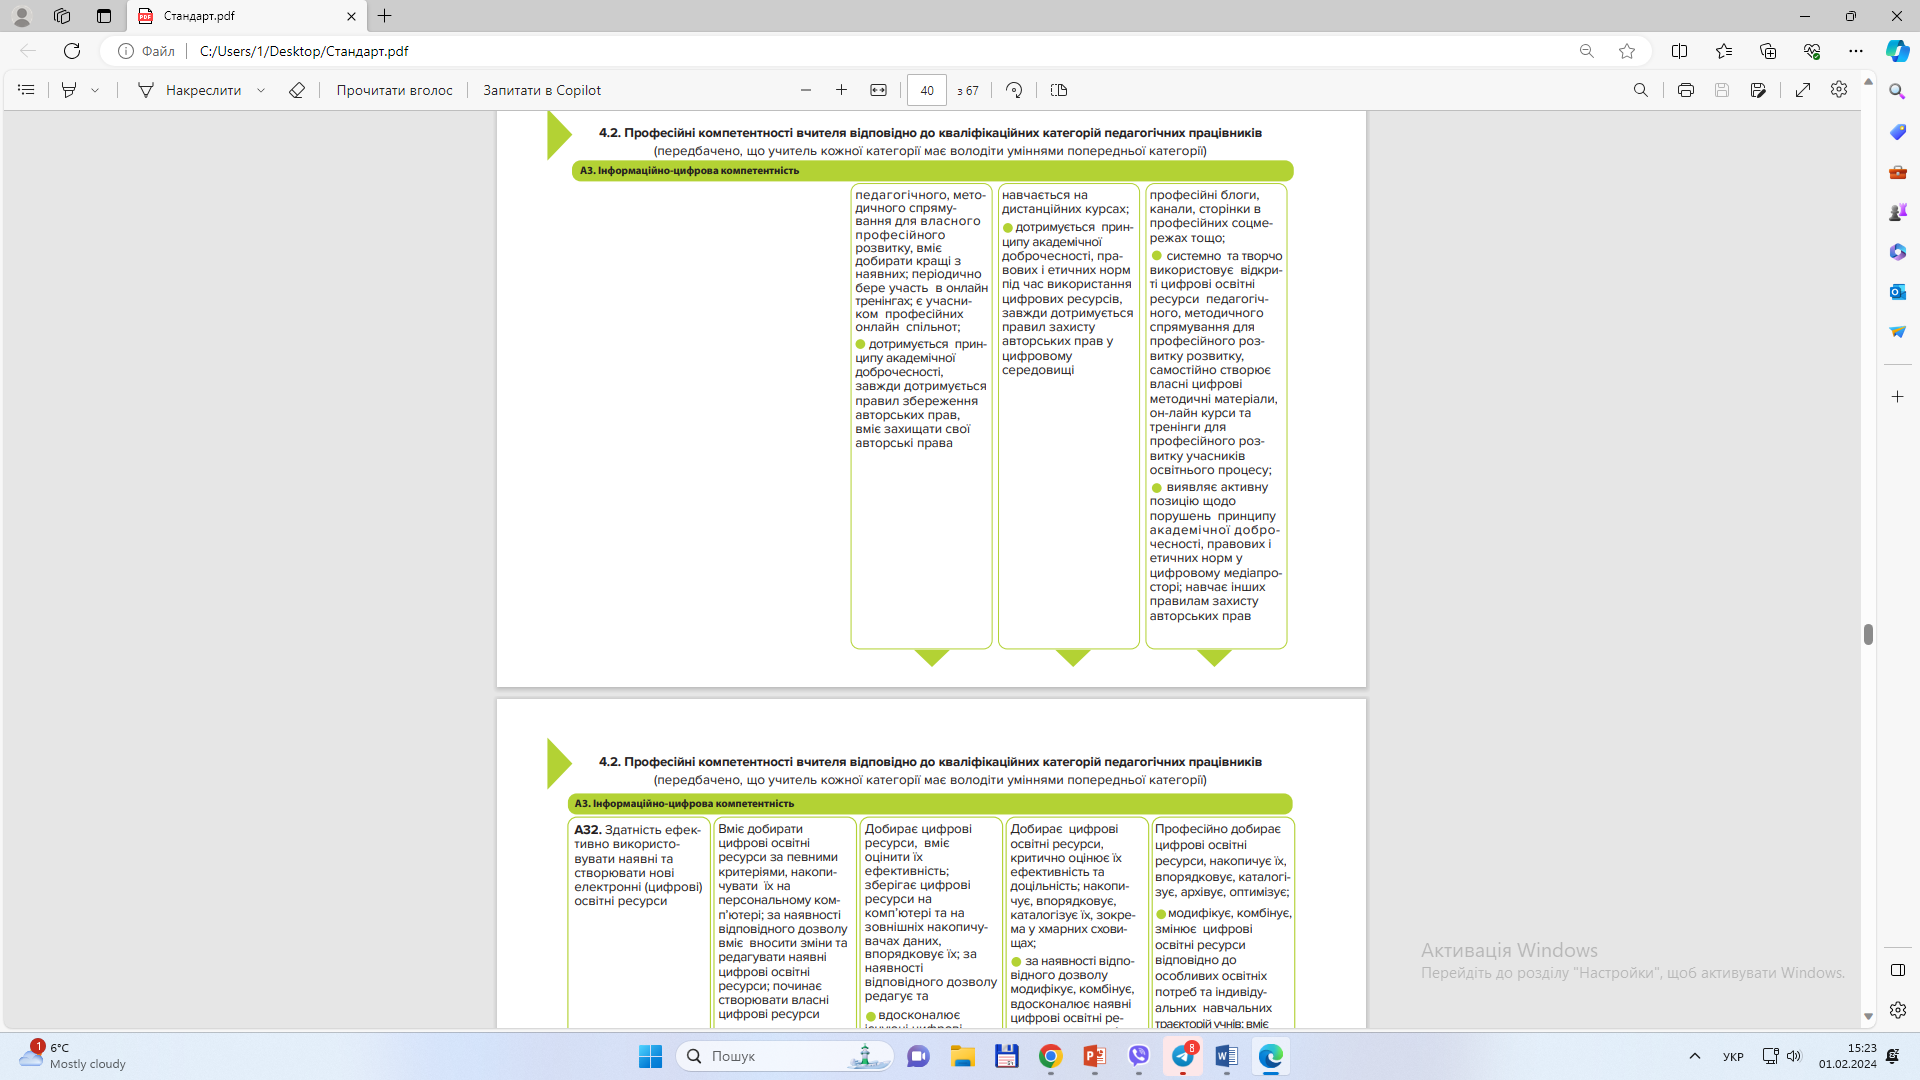 Стандарт.pdf
Файл
C:/Users/1/Desktop/Стандарт.pdf
Накреслити
Прочитати вголос
Запитати в Copilot
40
з 67
4.2. Професійні компетентності вчителя відповідно до кваліфікаційних категорій педагогічних працівників
(передбачено, що учитель кожної категорії має володіти уміннями попередньої категорії)
А3. Інформаційно-цифрова компетентність
педагогічного, мето-
дичного спряму-
вання для власного
професійного
розвитку, вміє
добирати кращі з
наявних; періодично
бере участь в онлайн
тренінгах; є учасни-
ком професійних
онлайн спільнот;
дотримується прин-
ципу академічної
доброчесності,
завжди дотримується
правил збереження
авторських прав,
вміє захищати свої
авторські права
навчається на
дистанційних курсах;
дотримується прин-
ципу академічної
доброчесності, пра-
вових і етичних норм
під час використання
цифрових ресурсів,
завжди дотримується
правил захисту
авторських прав у
цифровому
середовищі
професійні блоги,
канали, сторінки в
професійних соцме-
режах тощо;
системно та творчо
використовує відкри-
ті цифрові освітні
ресурси педагогіч-
ного, методичного
спрямування для
професійного роз-
витку розвитку,
самостійно створює
власні цифрові
методичні матеріали,
он-лайн курси та
тренінги для
професійного роз-
витку учасників
освітнього процесу;
виявляє активну
позицію щодо
порушень принципу
академічної добро-
чесності, правових і
етичних норм у
цифровому медіапро-
сторі; навчає інших
правилам захисту
авторських прав
4.2. Професійні компетентності вчителя відповідно до кваліфікаційних категорій педагогічних працівників
(передбачено, що учитель кожної категорії має володіти уміннями попередньої категорії)
А3. Інформаційно-цифрова компетентність
А32. Здатність ефек-
тивно використо-
вувати наявні та
створювати нові
електронні (цифрові)
освітні ресурси
Вміє добирати
цифрові освітні
ресурси за певними
критеріями, накопи-
чувати їх на
персональному ком-
п'ютері; за наявності
відповідного дозволу
вміє вносити зміни та
редагувати наявні
цифрові освітні
ресурси; починає
створювати власні
цифрові ресурси
Добирає цифрові
ресурси, вміє
оцінити їх
ефективність;
зберігає цифрові
ресурси на
комп'ютері та на
зовнішніх накопичу-
вачах даних,
впорядковує їх; за
наявності
відповідного дозволу
редагує та
вдосконалює
Добирає цифрові
освітні ресурси,
критично оцінює їх
ефективність та
доцільність; накопи-
чує, впорядковує,
каталогізує їх, зокре-
ма у хмарних схови-
щах;
за наявності відпо-
відного дозволу
модифікує, комбінує,
вдосконалює наявні
цифрові освітні ре-
Професійно добирає
цифрові освітні
ресурси, накопичує їх,
впорядковує, каталогі-
зує, архівує, оптимізує;
модифікує, комбінує,
змінює цифрові
освітні ресурси
відповідно до
особливих освітніх
потреб та індивіду-
альних навчальних
траєкторій учнів; вміє
Активація Windows
Перейдіть до розділу "Настройки", щоб активувати Windows.
1
6°C
Mostly cloudy
Пошук
8
УКР
15:23
01.02.2024